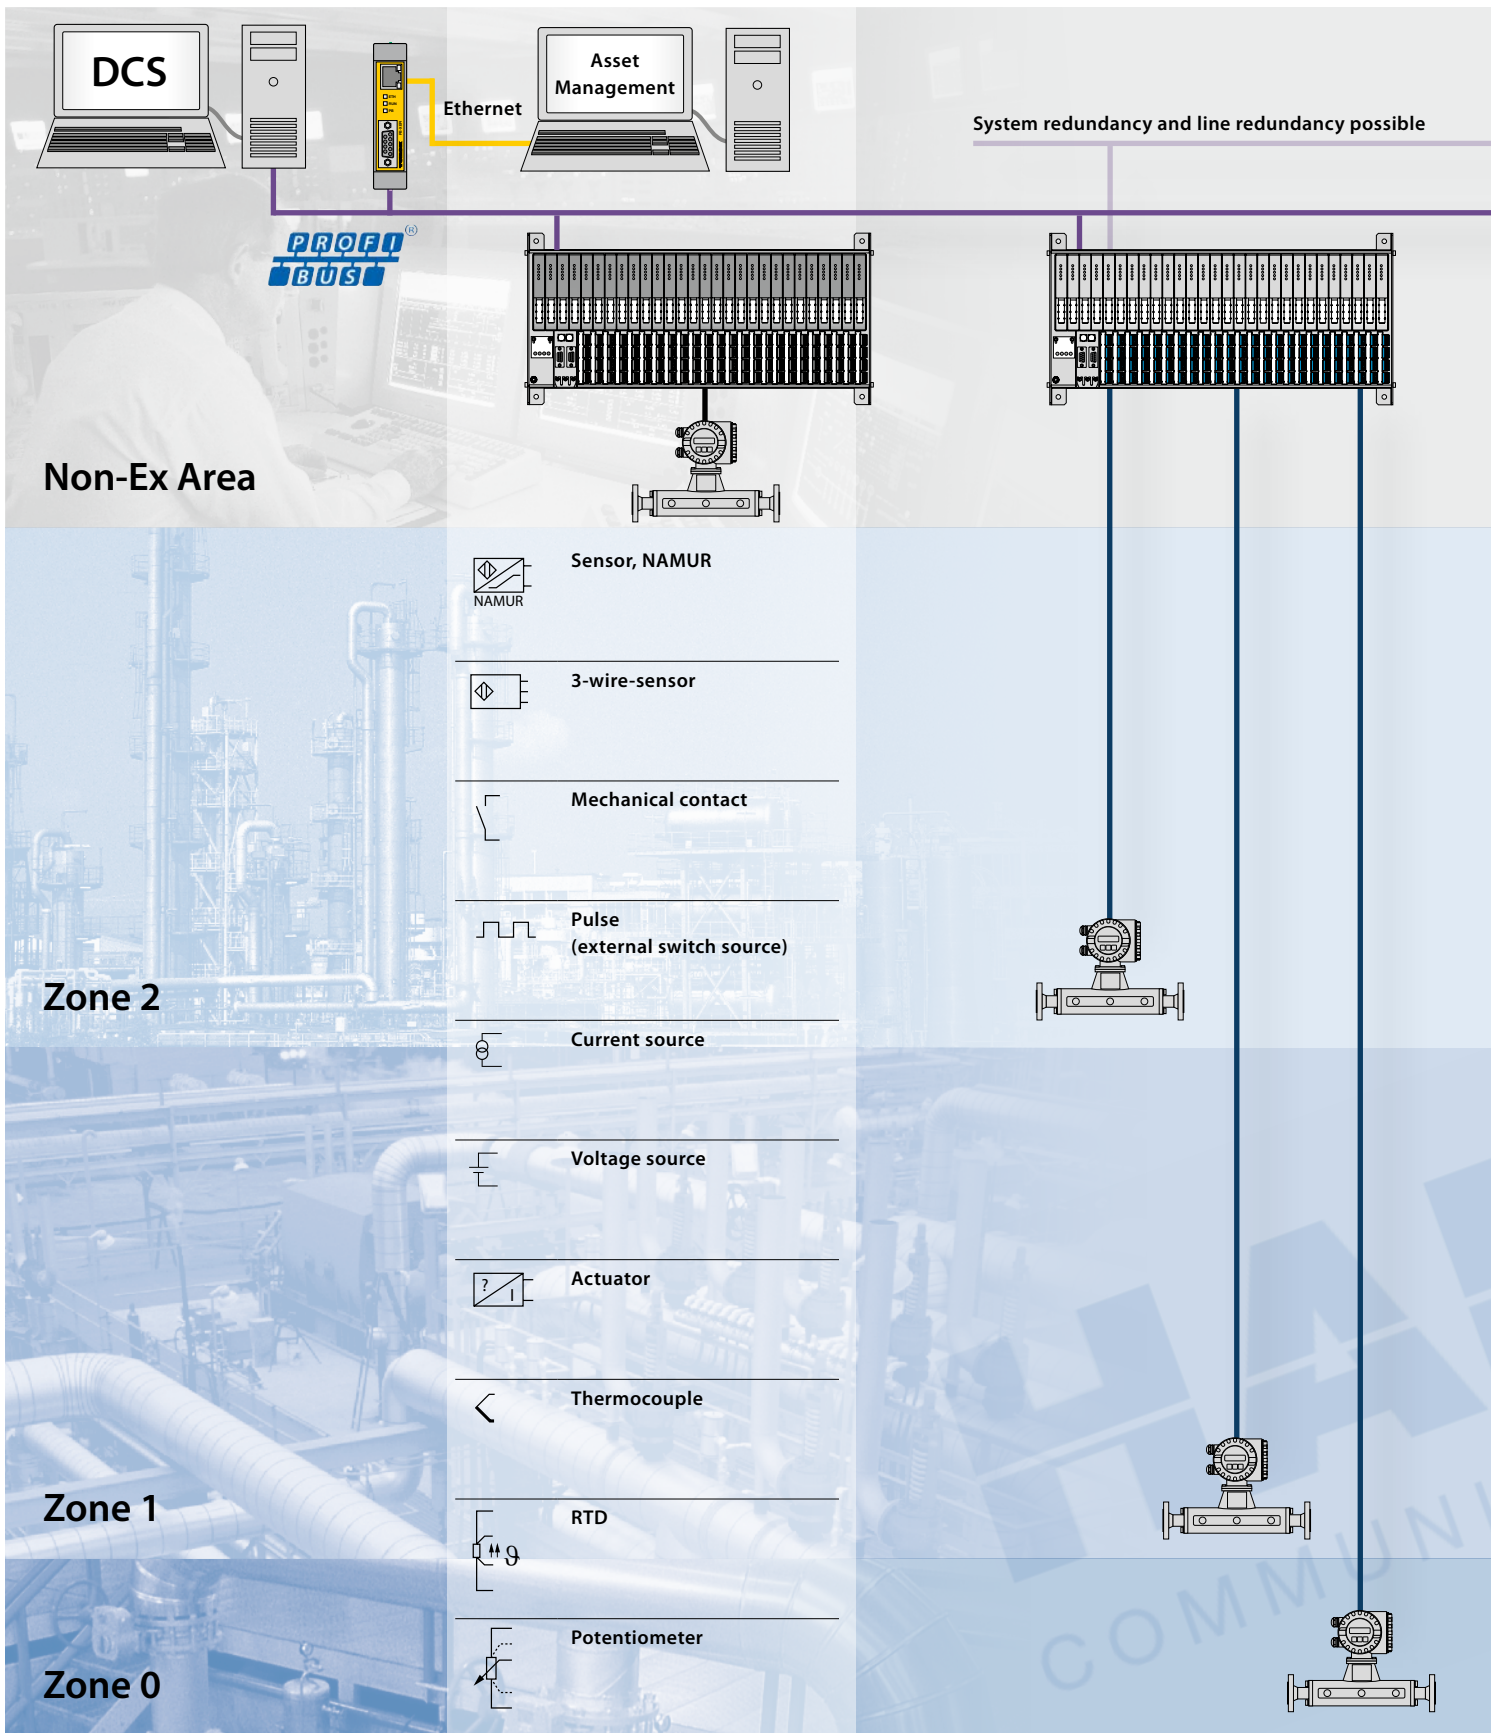 DCS
Asset
Management
Ethernet
System redundancy and line redundancy possible
PROFI®
BUS
Non-Ex Area
Sensor, NAMUR
NAMUR
3-wire-sensor
Mechanical contact
Pulse
(external switch source)
Zone 2
Current source
Voltage source
Actuator
?
I
Thermocouple
Zone 1
RTD
ϑ
Potentiometer
Zone 0
HA
COMMUNI